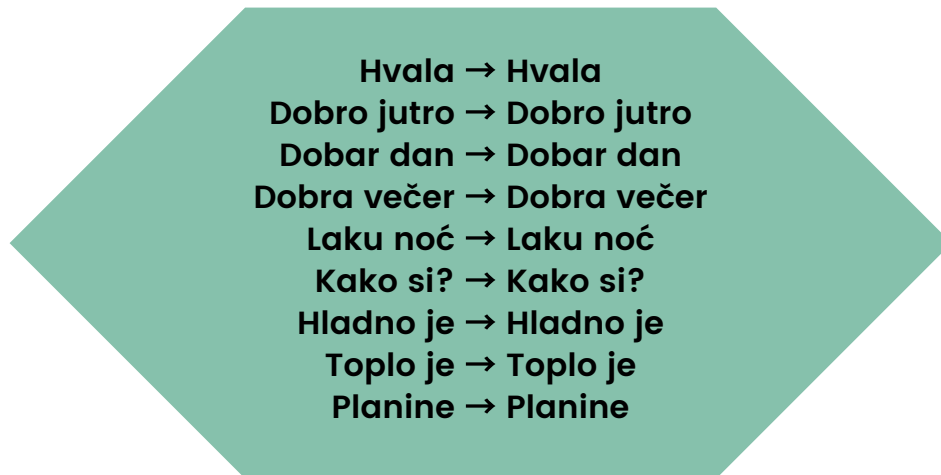 Hvala → Hvala
Dobro jutro → Dobro jutro
Dobar dan → Dobar dan
Dobra večer → Dobra večer
Laku noć → Laku noć
Kako si? → Kako si?
Hladno je → Hladno je
Toplo je → Toplo je
Planine → Planine